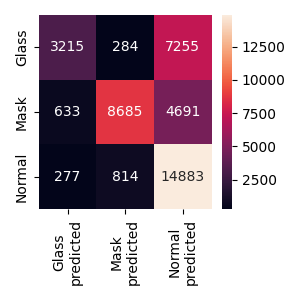 Glass 3215 284 7255
Mask 633 8685 4691
Normal 277 814 14883
Glass predicted
Mask predicted
Normal predicted
12500
10000
7500
5000
2500